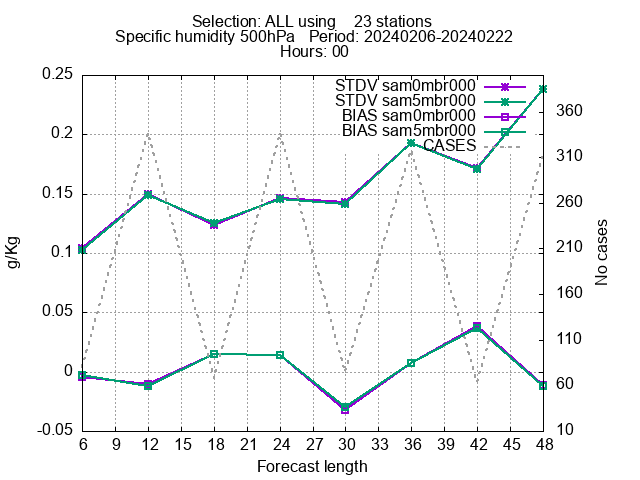 Selection: ALL using    23 stations
Specific humidity 500hPa   Period: 20240206-20240222
Hours: 00
STDV sam0mbr000
STDV sam5mbr000
BIAS sam0mbr000
BIAS sam5mbr000
CASES
0.25
0.2
0.15
0.1
0.05
0
-0.05
g/Kg
360
310
260
210
160
110
60
10
No cases
6 9 12 15 18 21 24 27 30 33 36 39 42 45 48
Forecast length